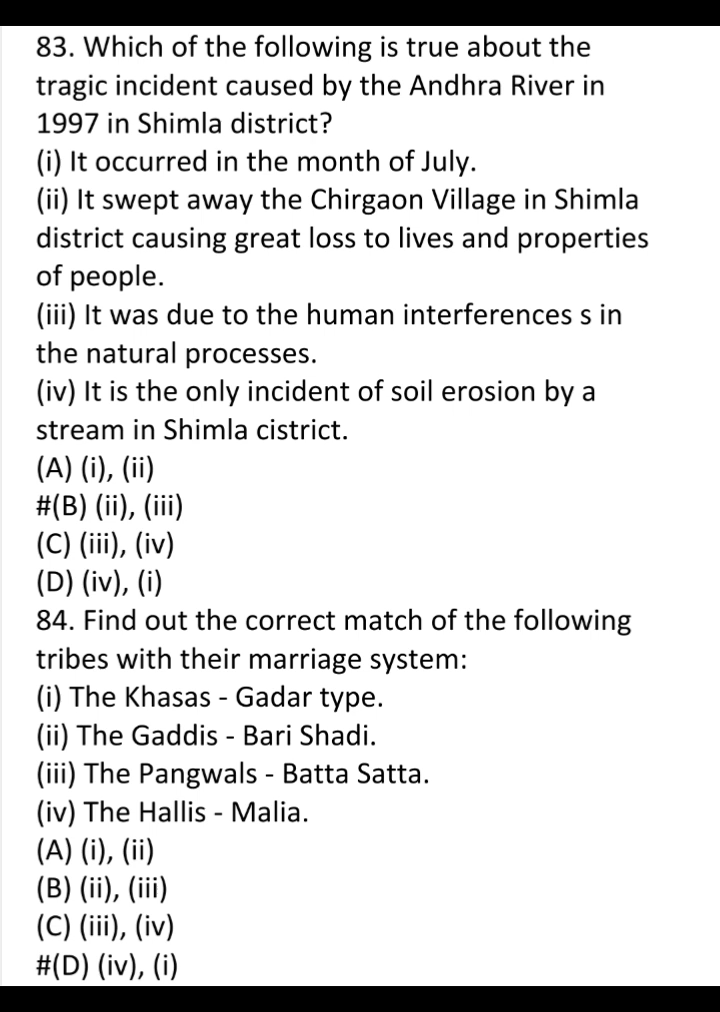 83. Which of the following is true about the
tragic incident caused by the Andhra River in
1997 in Shimla district?
(i) It occurred in the month of July.
(ii) It swept away the Chirgaon Village in Shimla
district causing great loss to lives and properties
of people.
(iii) It was due to the human interferences s in
the natural processes.
(iv) It is the only incident of soil erosion by a
stream in Shimla cistrict.
(A) (i), (ii)
#(B) (ii), (iii)
(C) (iii), (iv)
(D) (iv), (i)
84. Find out the correct match of the following
tribes with their marriage system:
(i) The Khasas - Gadar type.
(ii) The Gaddis - Bari Shadi.
(iii) The Pangwals - Batta Satta.
(iv) The Hallis - Malia.
(A) (i), (ii)
(B) (ii), (iii)
(C) (iii), (iv)
#(D) (iv), (i)